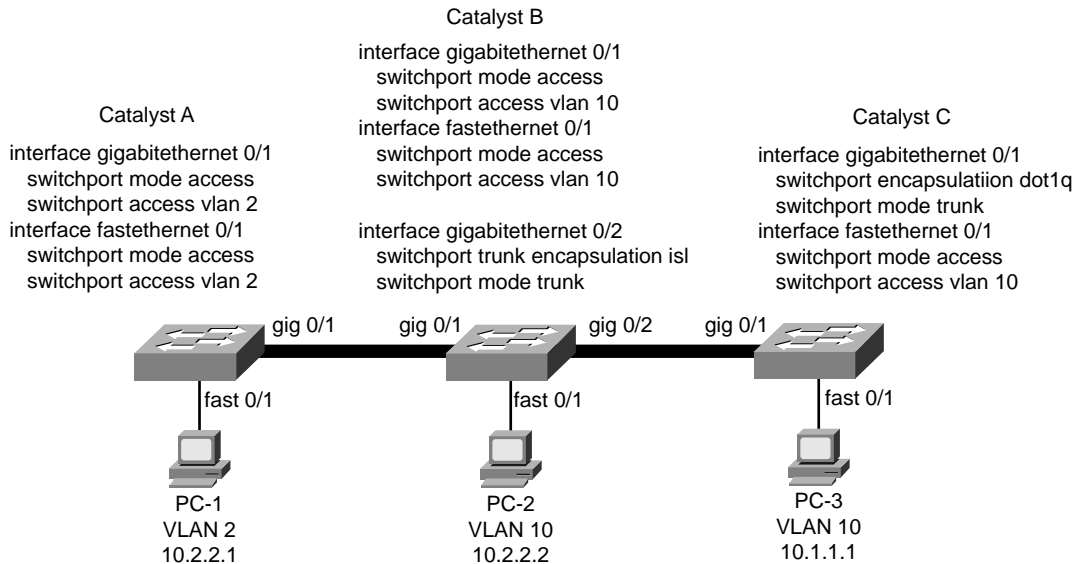 Catalyst B
interface gigabitethernet 0/1
switchport mode access
switchport access vlan 10
interface fastethernet 0/1
switchport mode access
switchport access vlan 10
interface gigabitethernet 0/2
switchport trunk encapsulation isl
switchport mode trunk
Catalyst A
interface gigabitethernet 0/1
switchport mode access
switchport access vlan 2
interface fastethernet 0/1
switchport mode access
switchport access vlan 2
Catalyst C
interface gigabitethernet 0/1
switchport encapsulatiion dot1q
switchport mode trunk
interface fastethernet 0/1
switchport mode access
switchport access vlan 10
gig 0/1
gig 0/1
gig 0/2
gig 0/1
fast 0/1
fast 0/1
fast 0/1
PC-1
VLAN 2
10.2.2.1
PC-2
VLAN 10
10.2.2.2
PC-3
VLAN 10
10.1.1.1